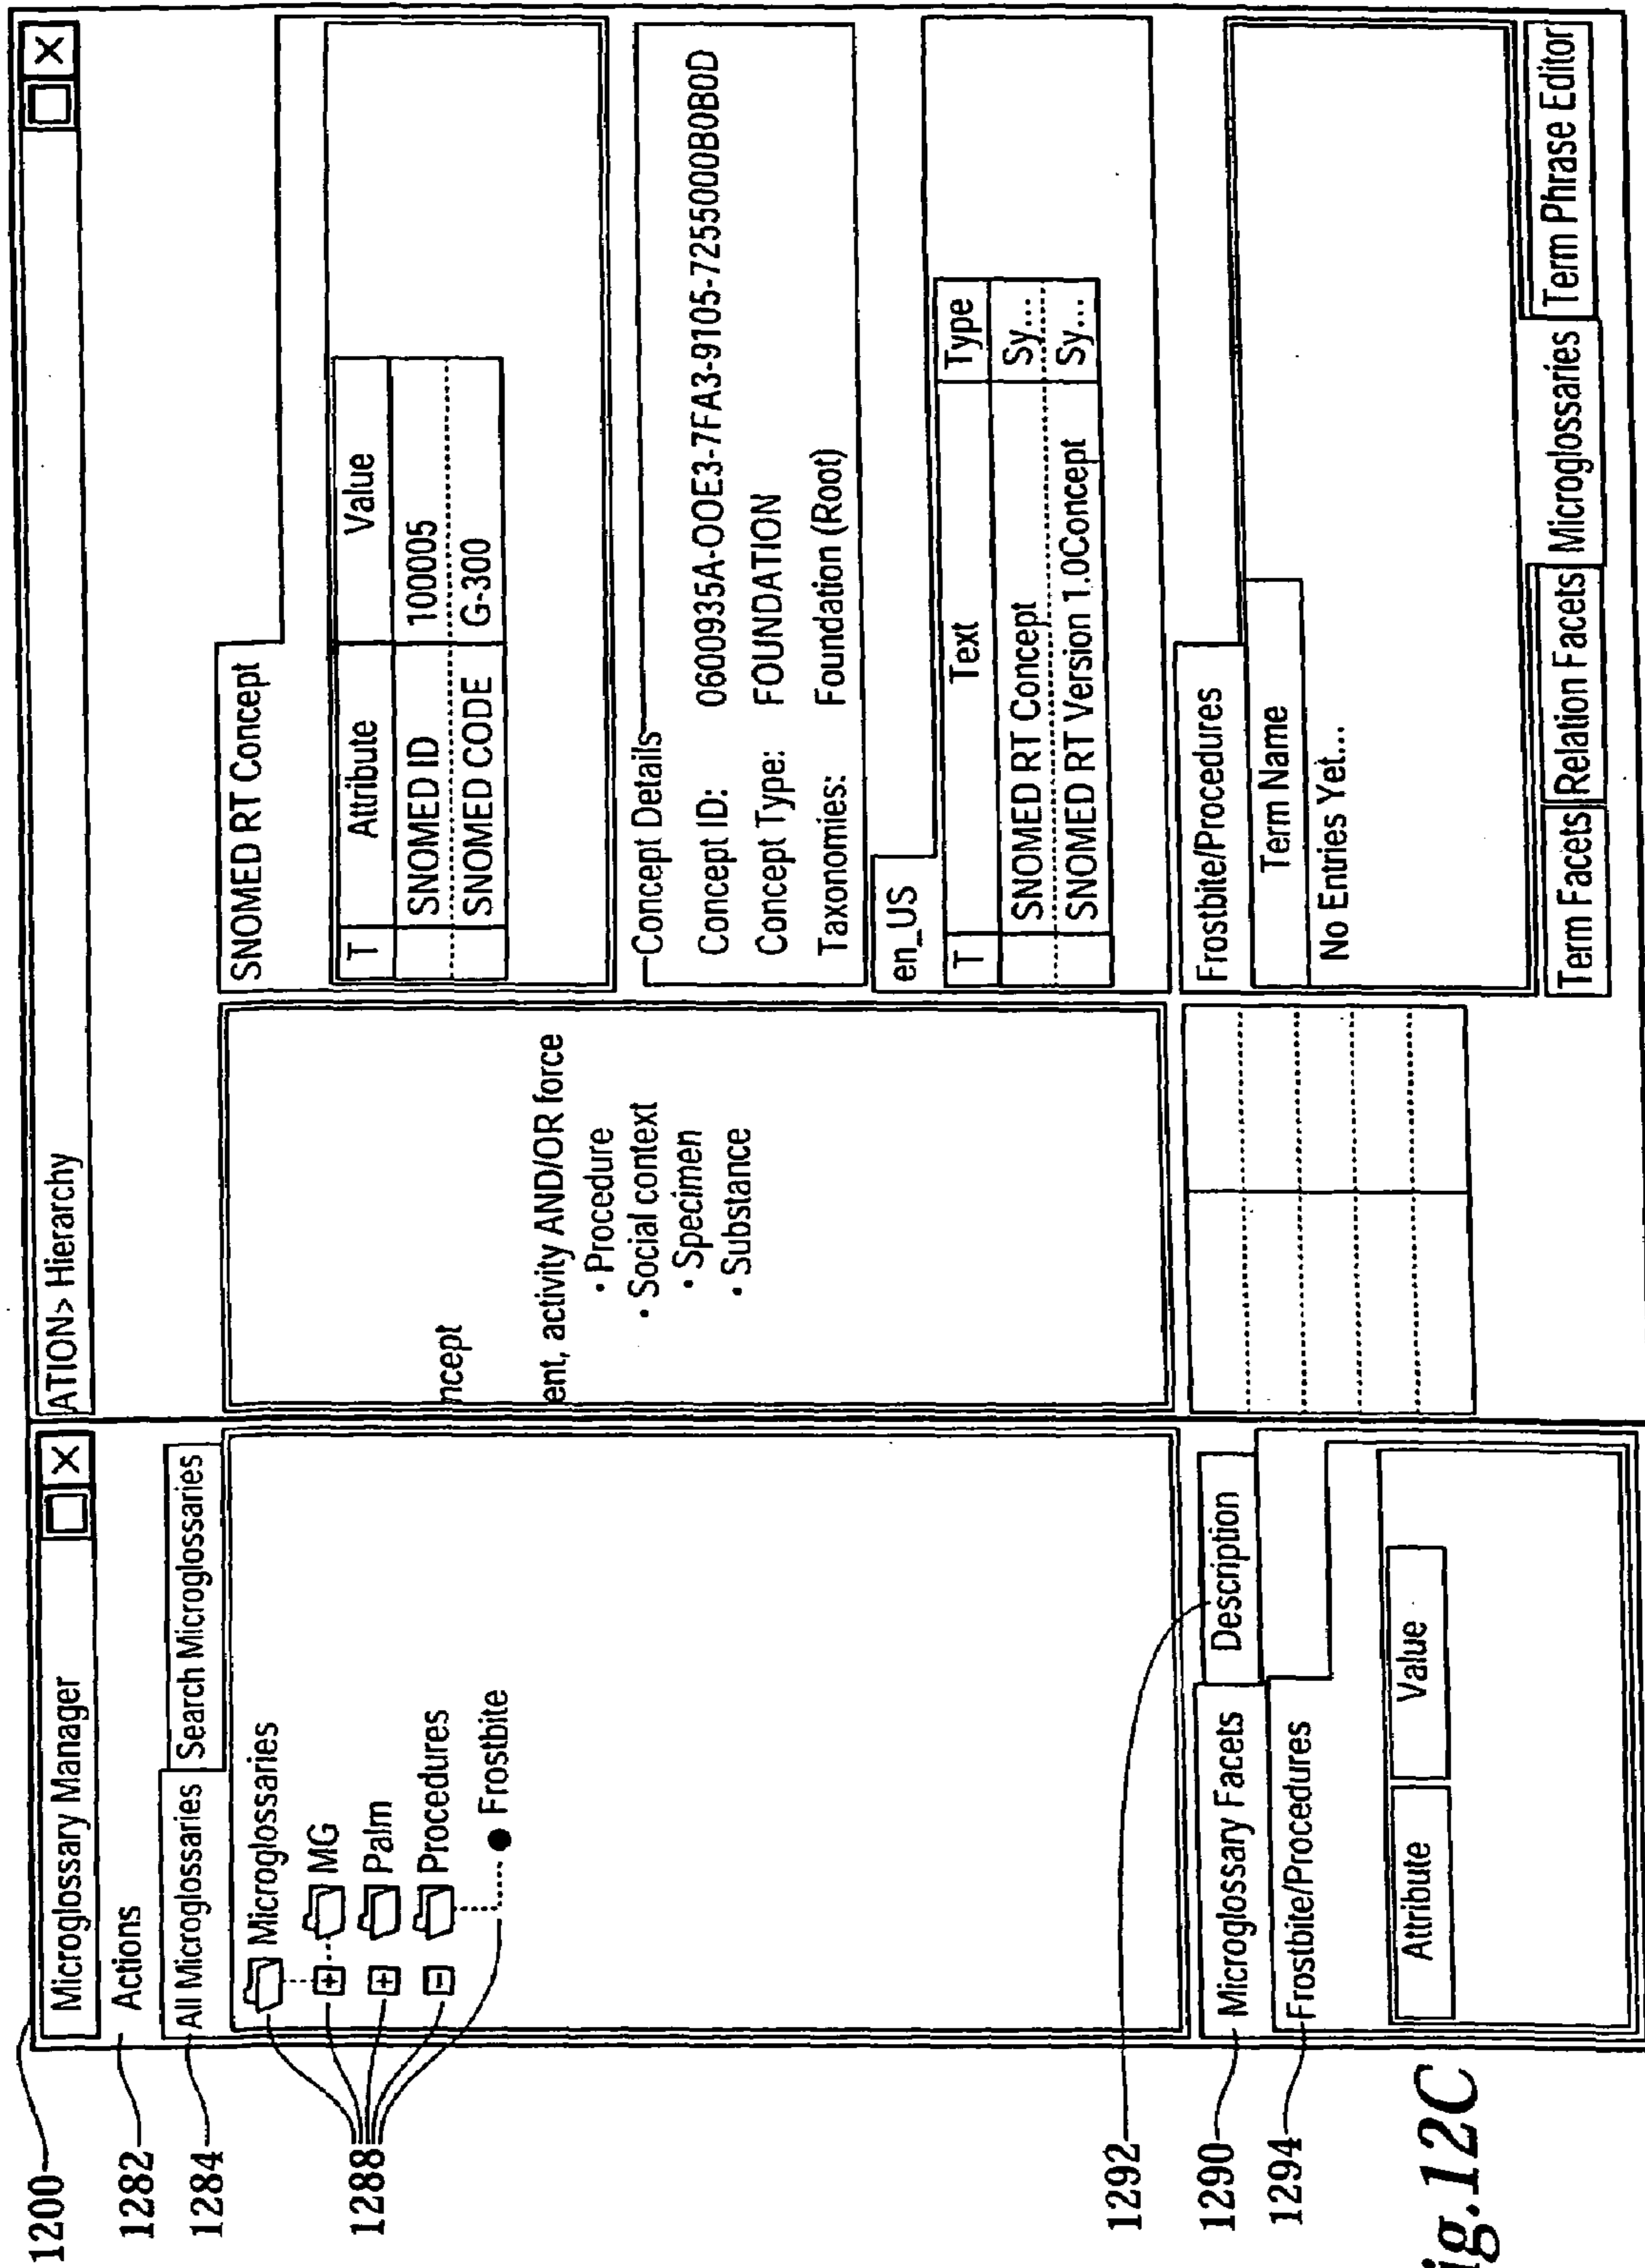 1200
1282
1284
1288
1292
1290
1294
Microglossary Manager
X
Actions
All Microglossaries
Search Microglossaries
Microglossaries
+ MG
+ Palm
- Procedures
Frostbite
Microglossary Facets
Description
Frostbite/Procedures
Attribute
Value
ATION> Hierarchy
X
ncept
ent, activity AND/OR force
• Procedure
• Social context
• Specimen
• Substance
SNOMED RT Concept
T Attribute Value
SNOMED ID 100005
SNOMED CODE G-300
Concept Details
Concept ID: 0600935A-OOE3-7FA3-9105-7255000B0B0D
Concept Type: FOUNDATION
Taxonomies: Foundation (Root)
en_US
T Text Type
SNOMED RT Concept Sy...
SNOMED RT Version 1.0Concept Sy...
Frostbite/Procedures
Term Name
No Entries Yet...
Term Facets Relation Facets Microglossaries Term Phrase Editor
ig.12C